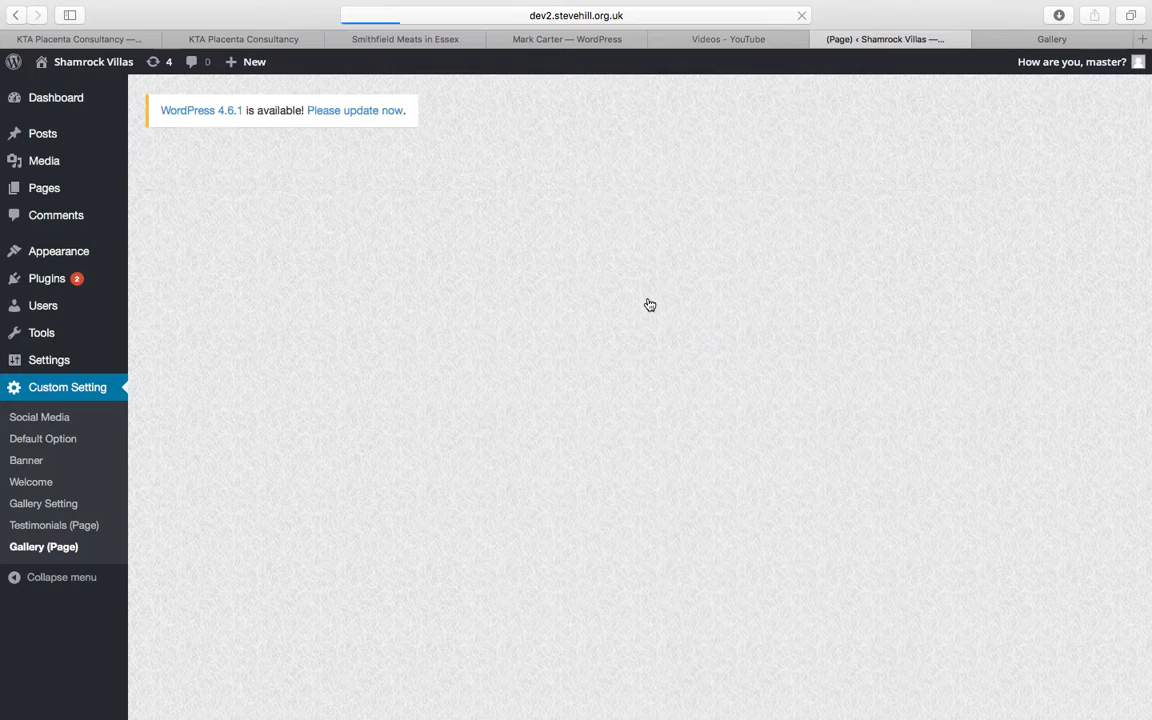 dev2.stevehill.org.uk
KTA Placenta Consultancy —...
KTA Placenta Consultancy
Smithfield Meats in Essex
Mark Carter — WordPress
Videos - YouTube
(Page) ‹ Shamrock Villas —...
Gallery
Shamrock Villas
4
0
New
How are you, master?
Dashboard
WordPress 4.6.1 is available! Please update now.
Posts
Media
Pages
Comments
Appearance
Plugins 2
Users
Tools
Settings
Custom Setting
Social Media
Default Option
Banner
Welcome
Gallery Setting
Testimonials (Page)
Gallery (Page)
Collapse menu